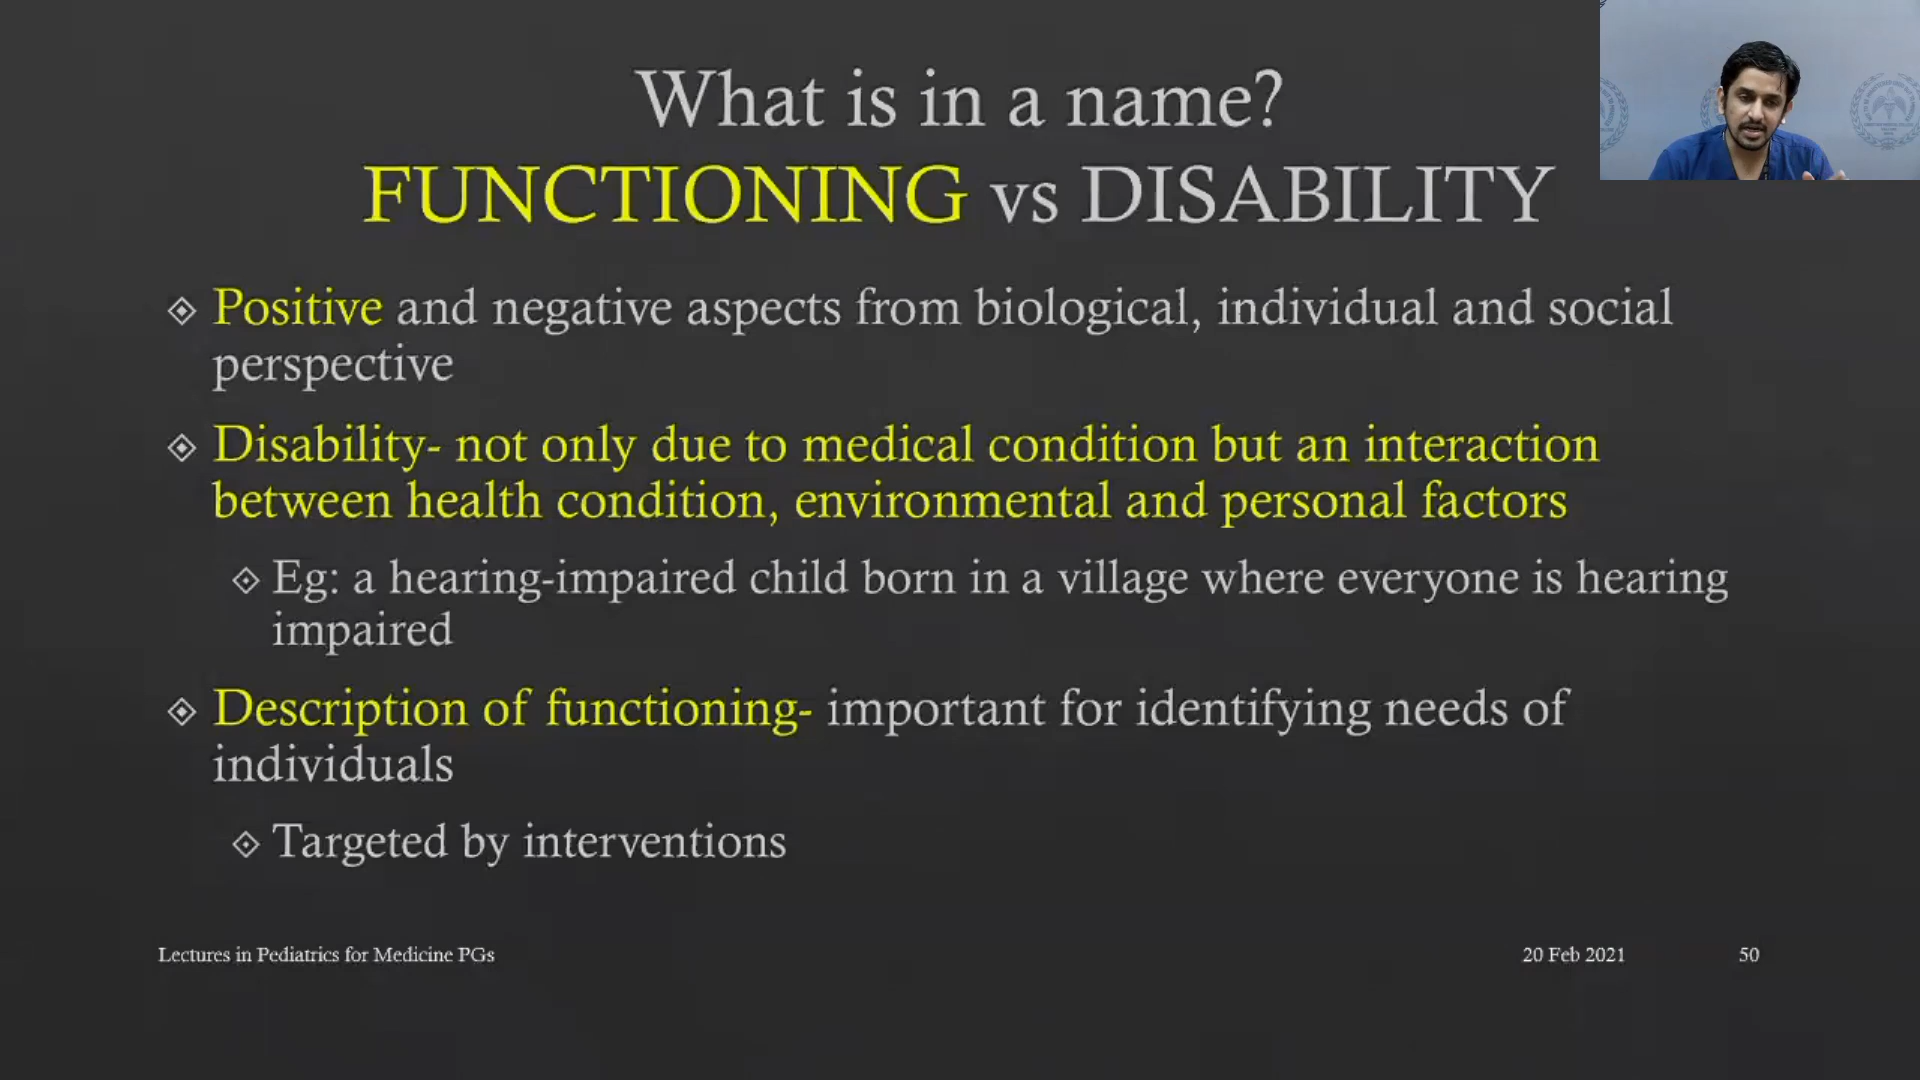 What is in a name?
FUNCTIONING vs DISABILITY
Positive and negative aspects from biological, individual and social
perspective
Disability- not only due to medical condition but an interaction
between health condition, environmental and personal factors
Eg: a hearing-impaired child born in a village where everyone is hearing
impaired
Description of functioning- important for identifying needs of
individuals
Targeted by interventions
Lectures in Pediatrics for Medicine PGs
20 Feb 2021
50